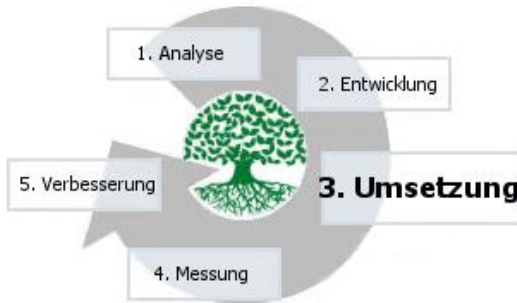 1. Analyse
2. Entwicklung
3. Umsetzung
4. Messung
5. Verbesserung